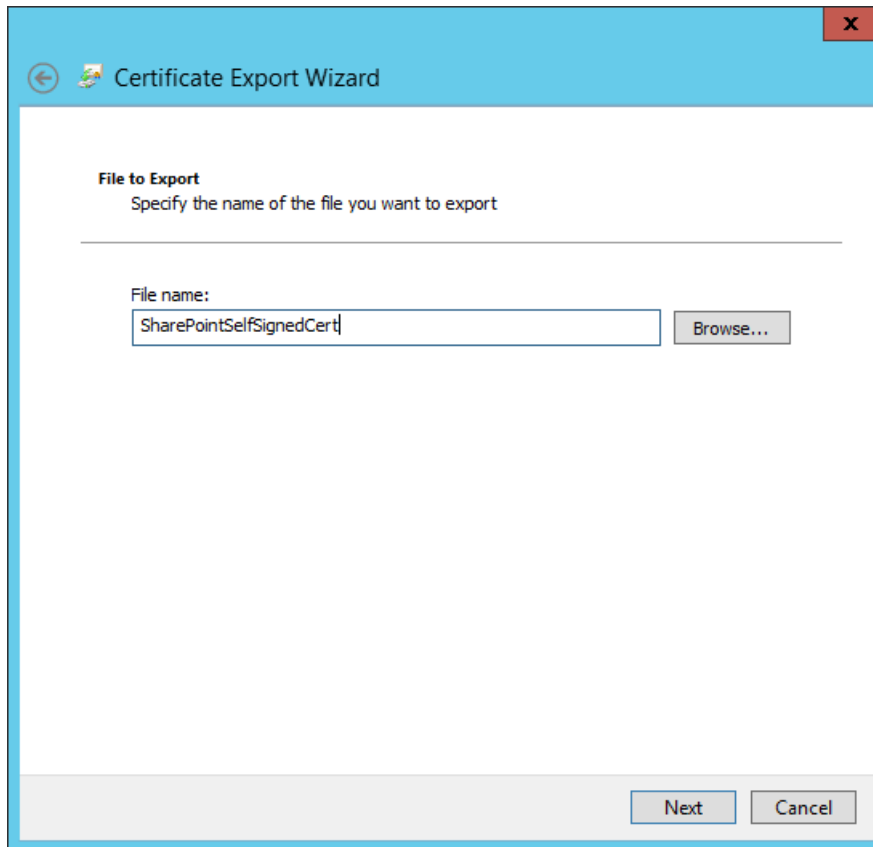 x
Certificate Export Wizard
File to Export
Specify the name of the file you want to export
File name:
SharePointSelfSignedCert
Browse...
Next
Cancel